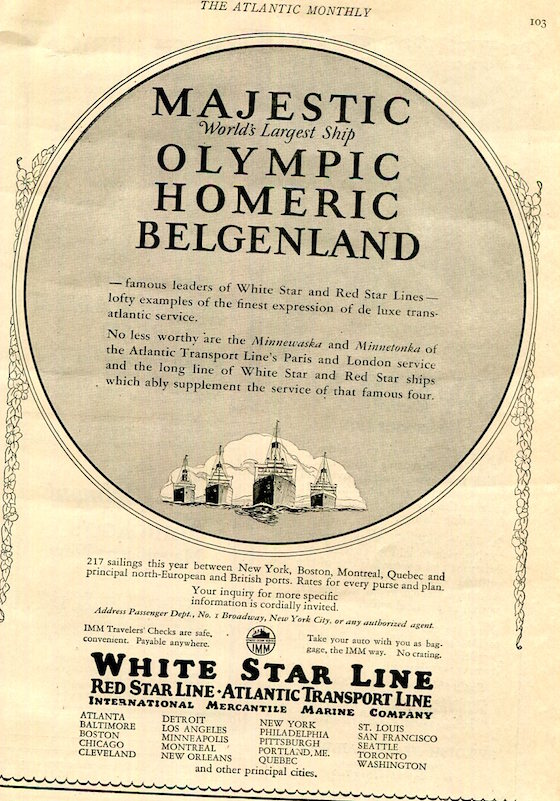 THE ATLANTIC MONTHLY
103
MAJESTIC
World's Largest Ship
OLYMPIC
HOMERIC
BELGENLAND
—famous leaders of White Star and Red Star Lines—
lofty examples of the finest expression of de luxe trans-
atlantic service.
No less worthy are the Minnewaska and Minnetonka of
the Atlantic Transport Line's Paris and London service
and the long line of White Star and Red Star ships
which ably supplement the service of that famous four.
217 sailings this year between New York, Boston, Montreal, Quebec and
principal north-European and British ports. Rates for every purse and plan.
Your inquiry for more specific
information is cordially invited.
Address Passenger Dept., No. 1 Broadway, New York City, or any authorized agent.
IMM Travelers' Checks are safe,
convenient. Payable anywhere.
IMM
Take your auto with you as bag-
gage, the IMM way. No crating.
WHITE STAR LINE
RED STAR LINE · ATLANTIC TRANSPORT LINE
INTERNATIONAL MERCANTILE MARINE COMPANY
ATLANTA
BALTIMORE
BOSTON
CHICAGO
CLEVELAND
DETROIT
LOS ANGELES
MINNEAPOLIS
MONTREAL
NEW ORLEANS
NEW YORK
PHILADELPHIA
PITTSBURGH
PORTLAND, ME.
QUEBEC
ST. LOUIS
SAN FRANCISCO
SEATTLE
TORONTO
WASHINGTON
and other principal cities.